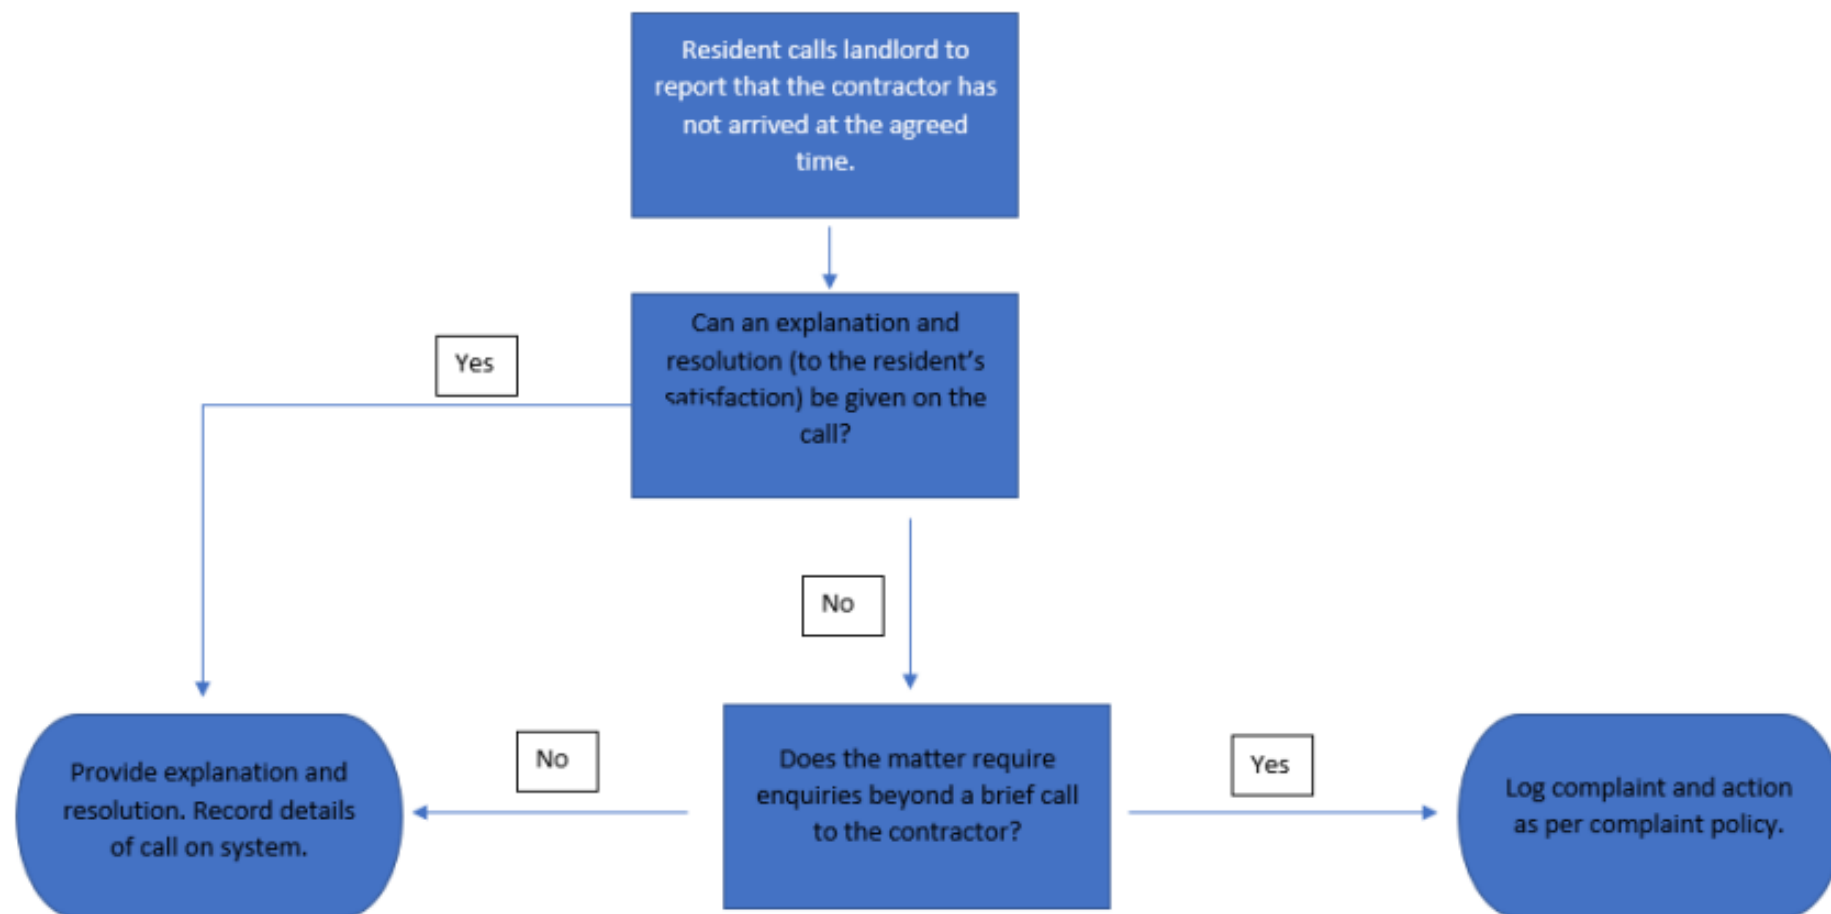 Resident calls landlord to
report that the contractor has
not arrived at the agreed
time.
Can an explanation and
resolution (to the resident's
satisfaction) be given on the
call?
Yes
No
Does the matter require
enquiries beyond a brief call
to the contractor?
No
Provide explanation and
resolution. Record details
of call on system.
Yes
Log complaint and action
as per complaint policy.